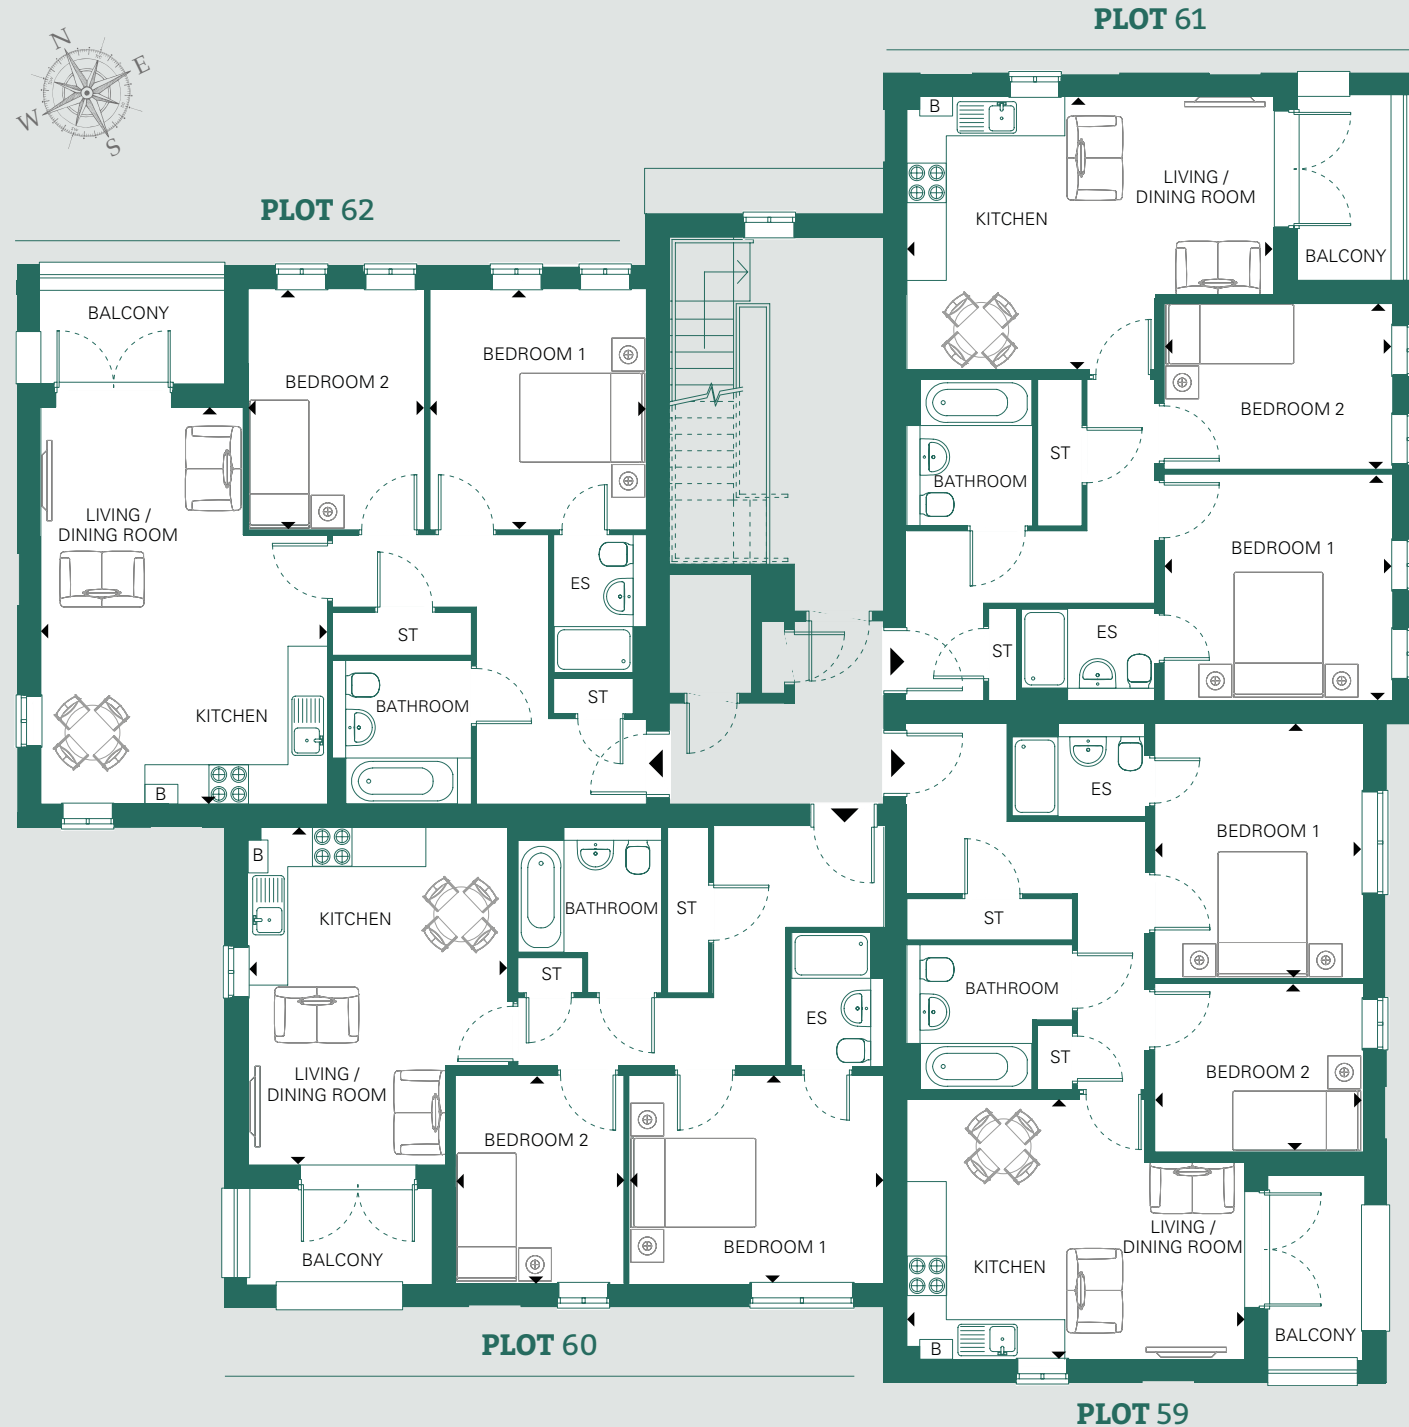 PLOT 61
N
E
W
S
PLOT 62
B
KITCHEN
LIVING /
DINING ROOM
BALCONY
BEDROOM 2
BATHROOM
ST
BEDROOM 1
ST
ES
BALCONY
BEDROOM 2
BEDROOM 1
LIVING /
DINING ROOM
ES
ST
BATHROOM
ST
KITCHEN
B
B
KITCHEN
BATHROOM
ST
ST
ES
LIVING /
DINING ROOM
BEDROOM 2
BEDROOM 1
BALCONY
PLOT 60
ES
BEDROOM 1
ST
BATHROOM
ST
BEDROOM 2
LIVING /
DINING ROOM
KITCHEN
B
BALCONY
PLOT 59